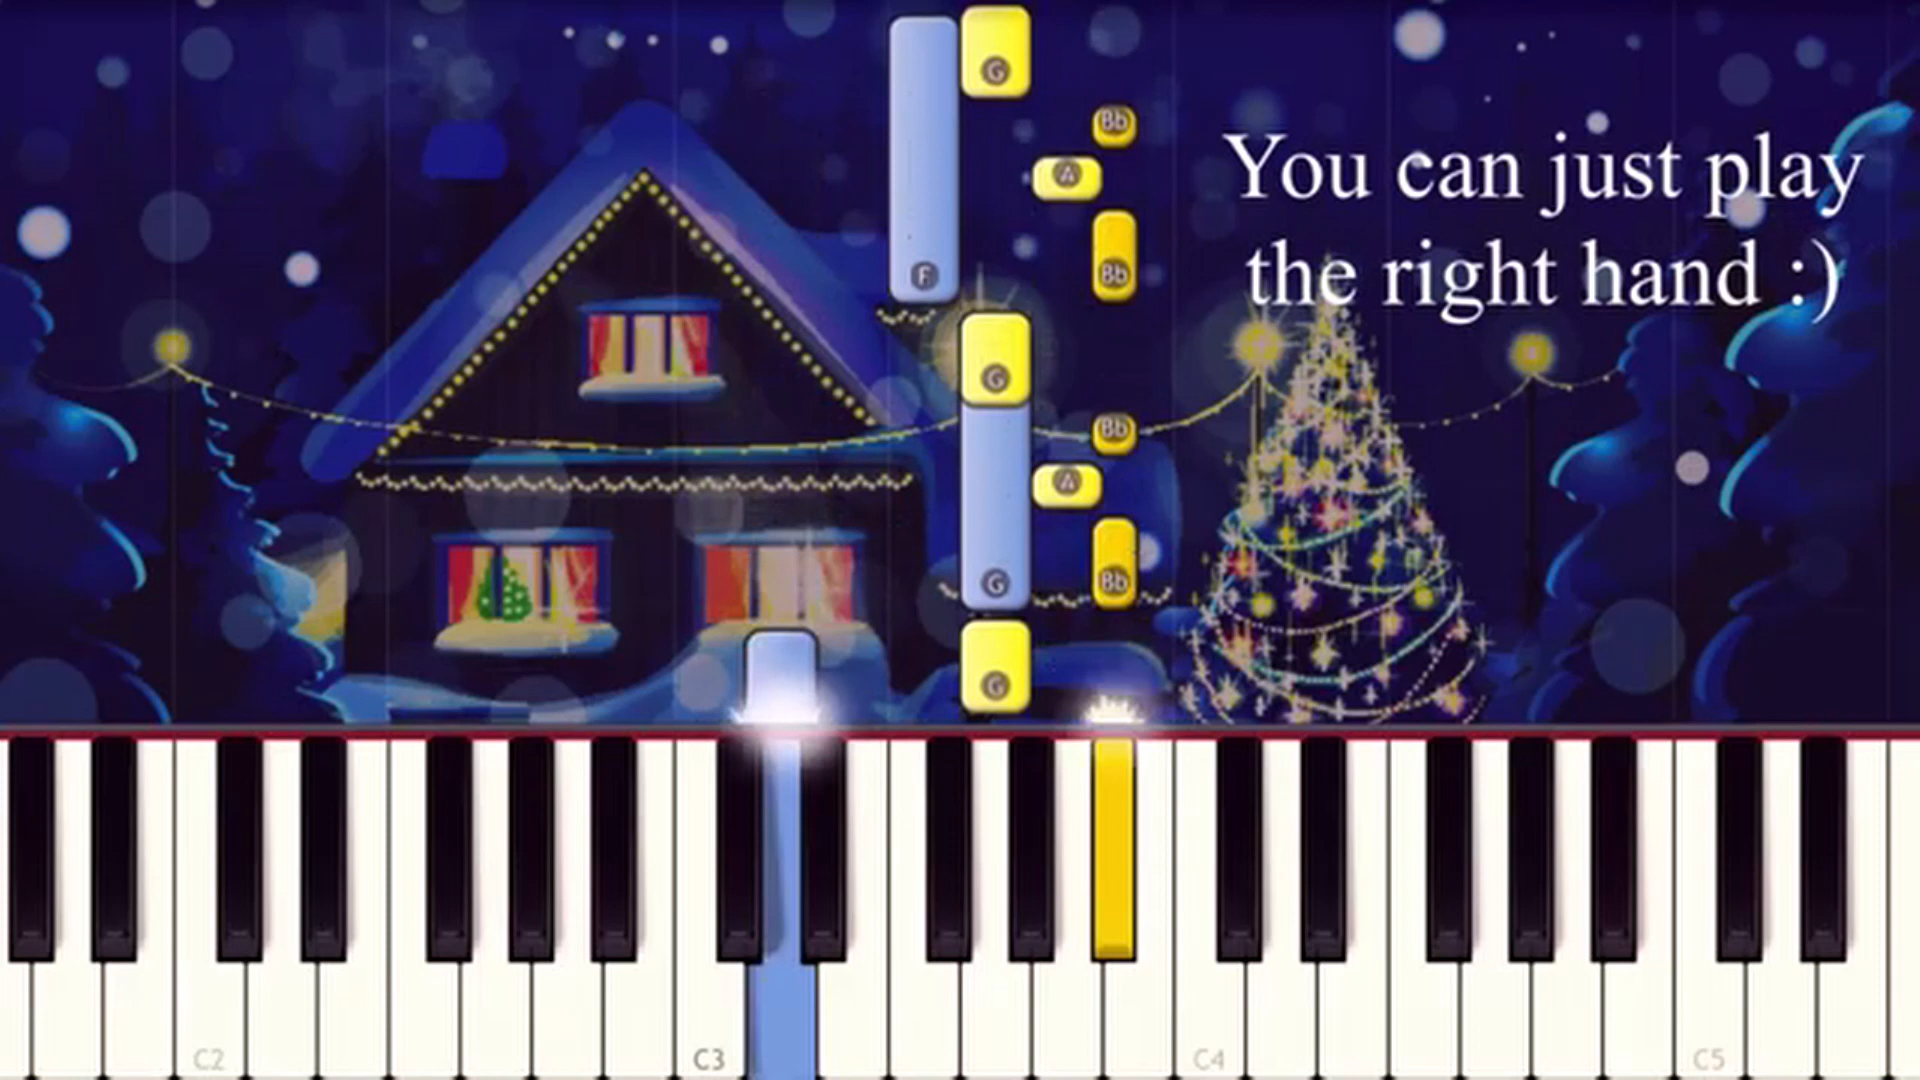 G
Bb
You can just play
A
the right hand :)
F
Bb
G
Bb
A
G
Bb
G
C2
C3
C4
C5